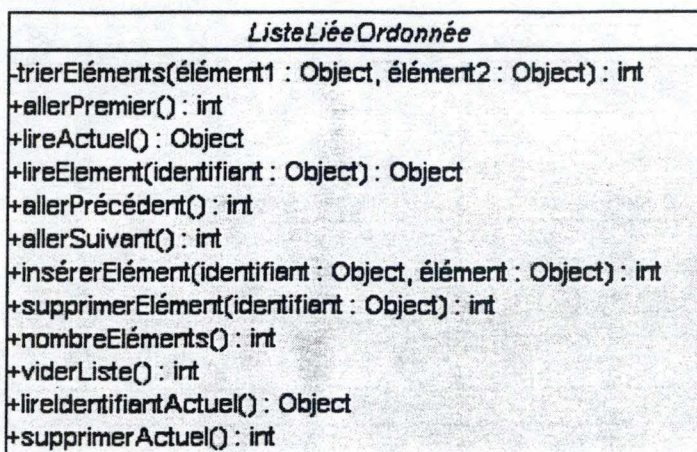 ListeLiéeOrdonnée
-trierEléments(élément1 : Object, élément2 : Object) : int
+allerPremier() : int
+lireActuel() : Object
+lireElement(identifiant : Object) : Object
+allerPrécédent() : int
+allerSuivant() : int
+insérerElément(identifiant : Object, élément : Object) : int
+supprimerElément(identifiant : Object) : int
+nombreEléments() : int
+viderListe() : int
+lireIdentifiantActuel() : Object
+supprimerActuel() : int